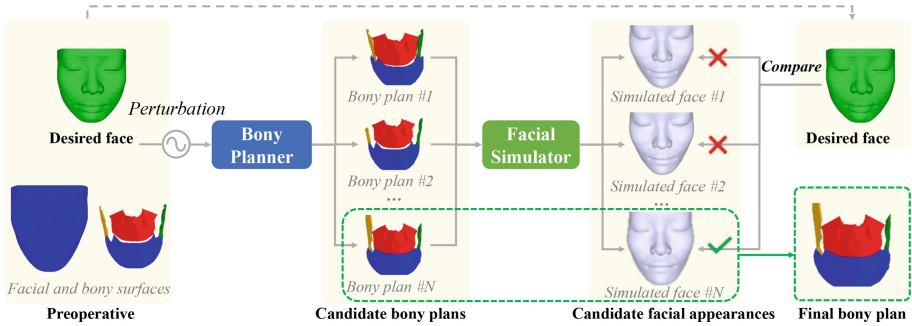 Desired face
Facial and bony surfaces
Preoperative
Perturbation
Bony
Planner
Bony plan #1
Bony plan #2
...
Bony plan #N
Candidate bony plans
Facial
Simulator
Simulated face #1
Simulated face #2
...
Simulated face #N
Candidate facial appearances
Compare
Desired face
Final bony plan